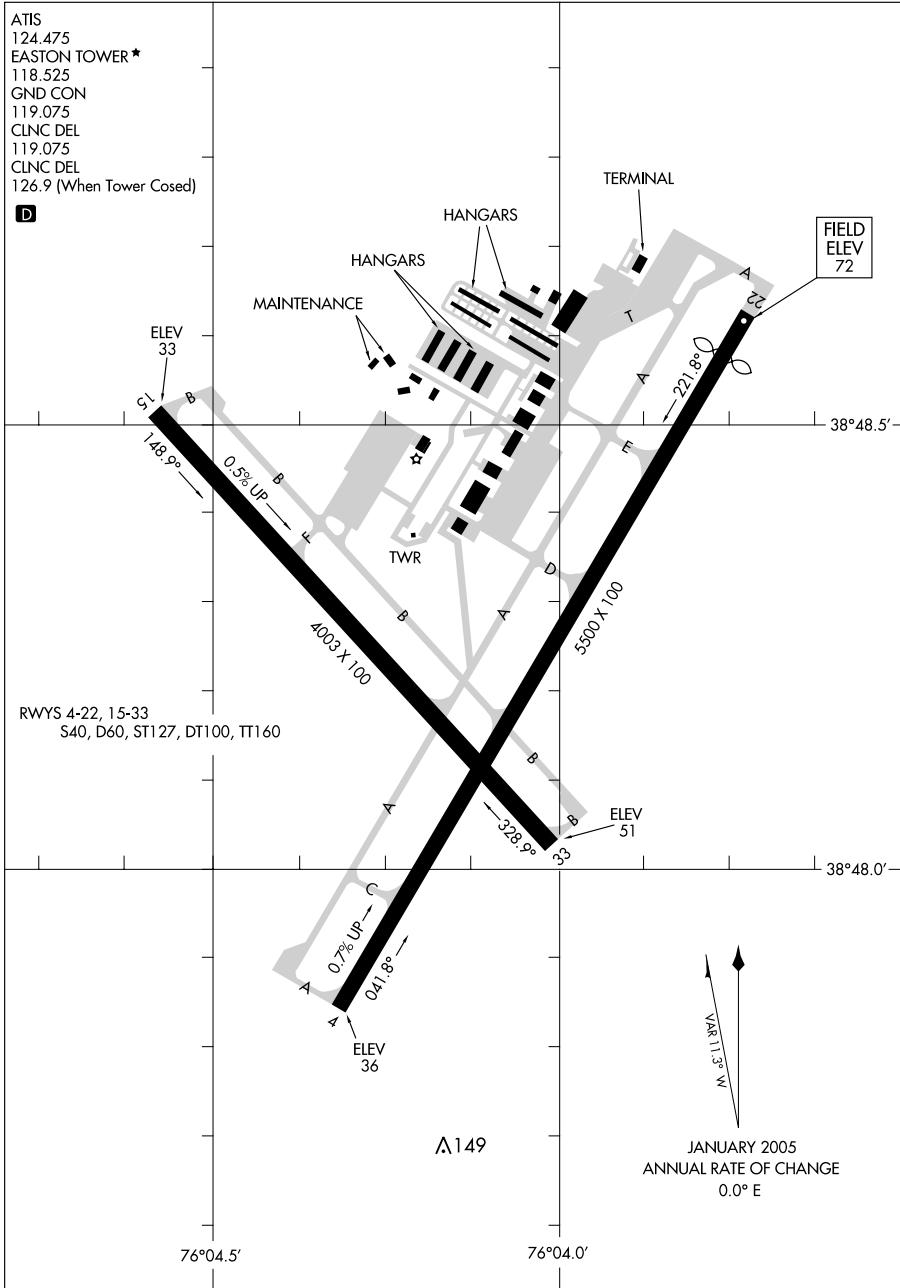 ATIS
124.475
EASTON TOWER★
118.525
GND CON
119.075
CLNC DEL
119.075
CLNC DEL
126.9 (When Tower Cosed)
D
TERMINAL
HANGARS
HANGARS
MAINTENANCE
FIELD
ELEV
72
A
22
T
ELEV
33
15
B
A
221.8°
38°48.5'
E
148.9°
0.5% UP
B
F
TWR
D
B
A
5500 X 100
4003 X 100
RWYS 4-22, 15-33
S40, D60, ST127, DT100, TT160
B
A
328.9°
B
ELEV
51
33
38°48.0'
C
0.7% UP
041.8°
A
4
ELEV
36
VAR 11.3° W
149
JANUARY 2005
ANNUAL RATE OF CHANGE
0.0° E
76°04.5'
76°04.0'